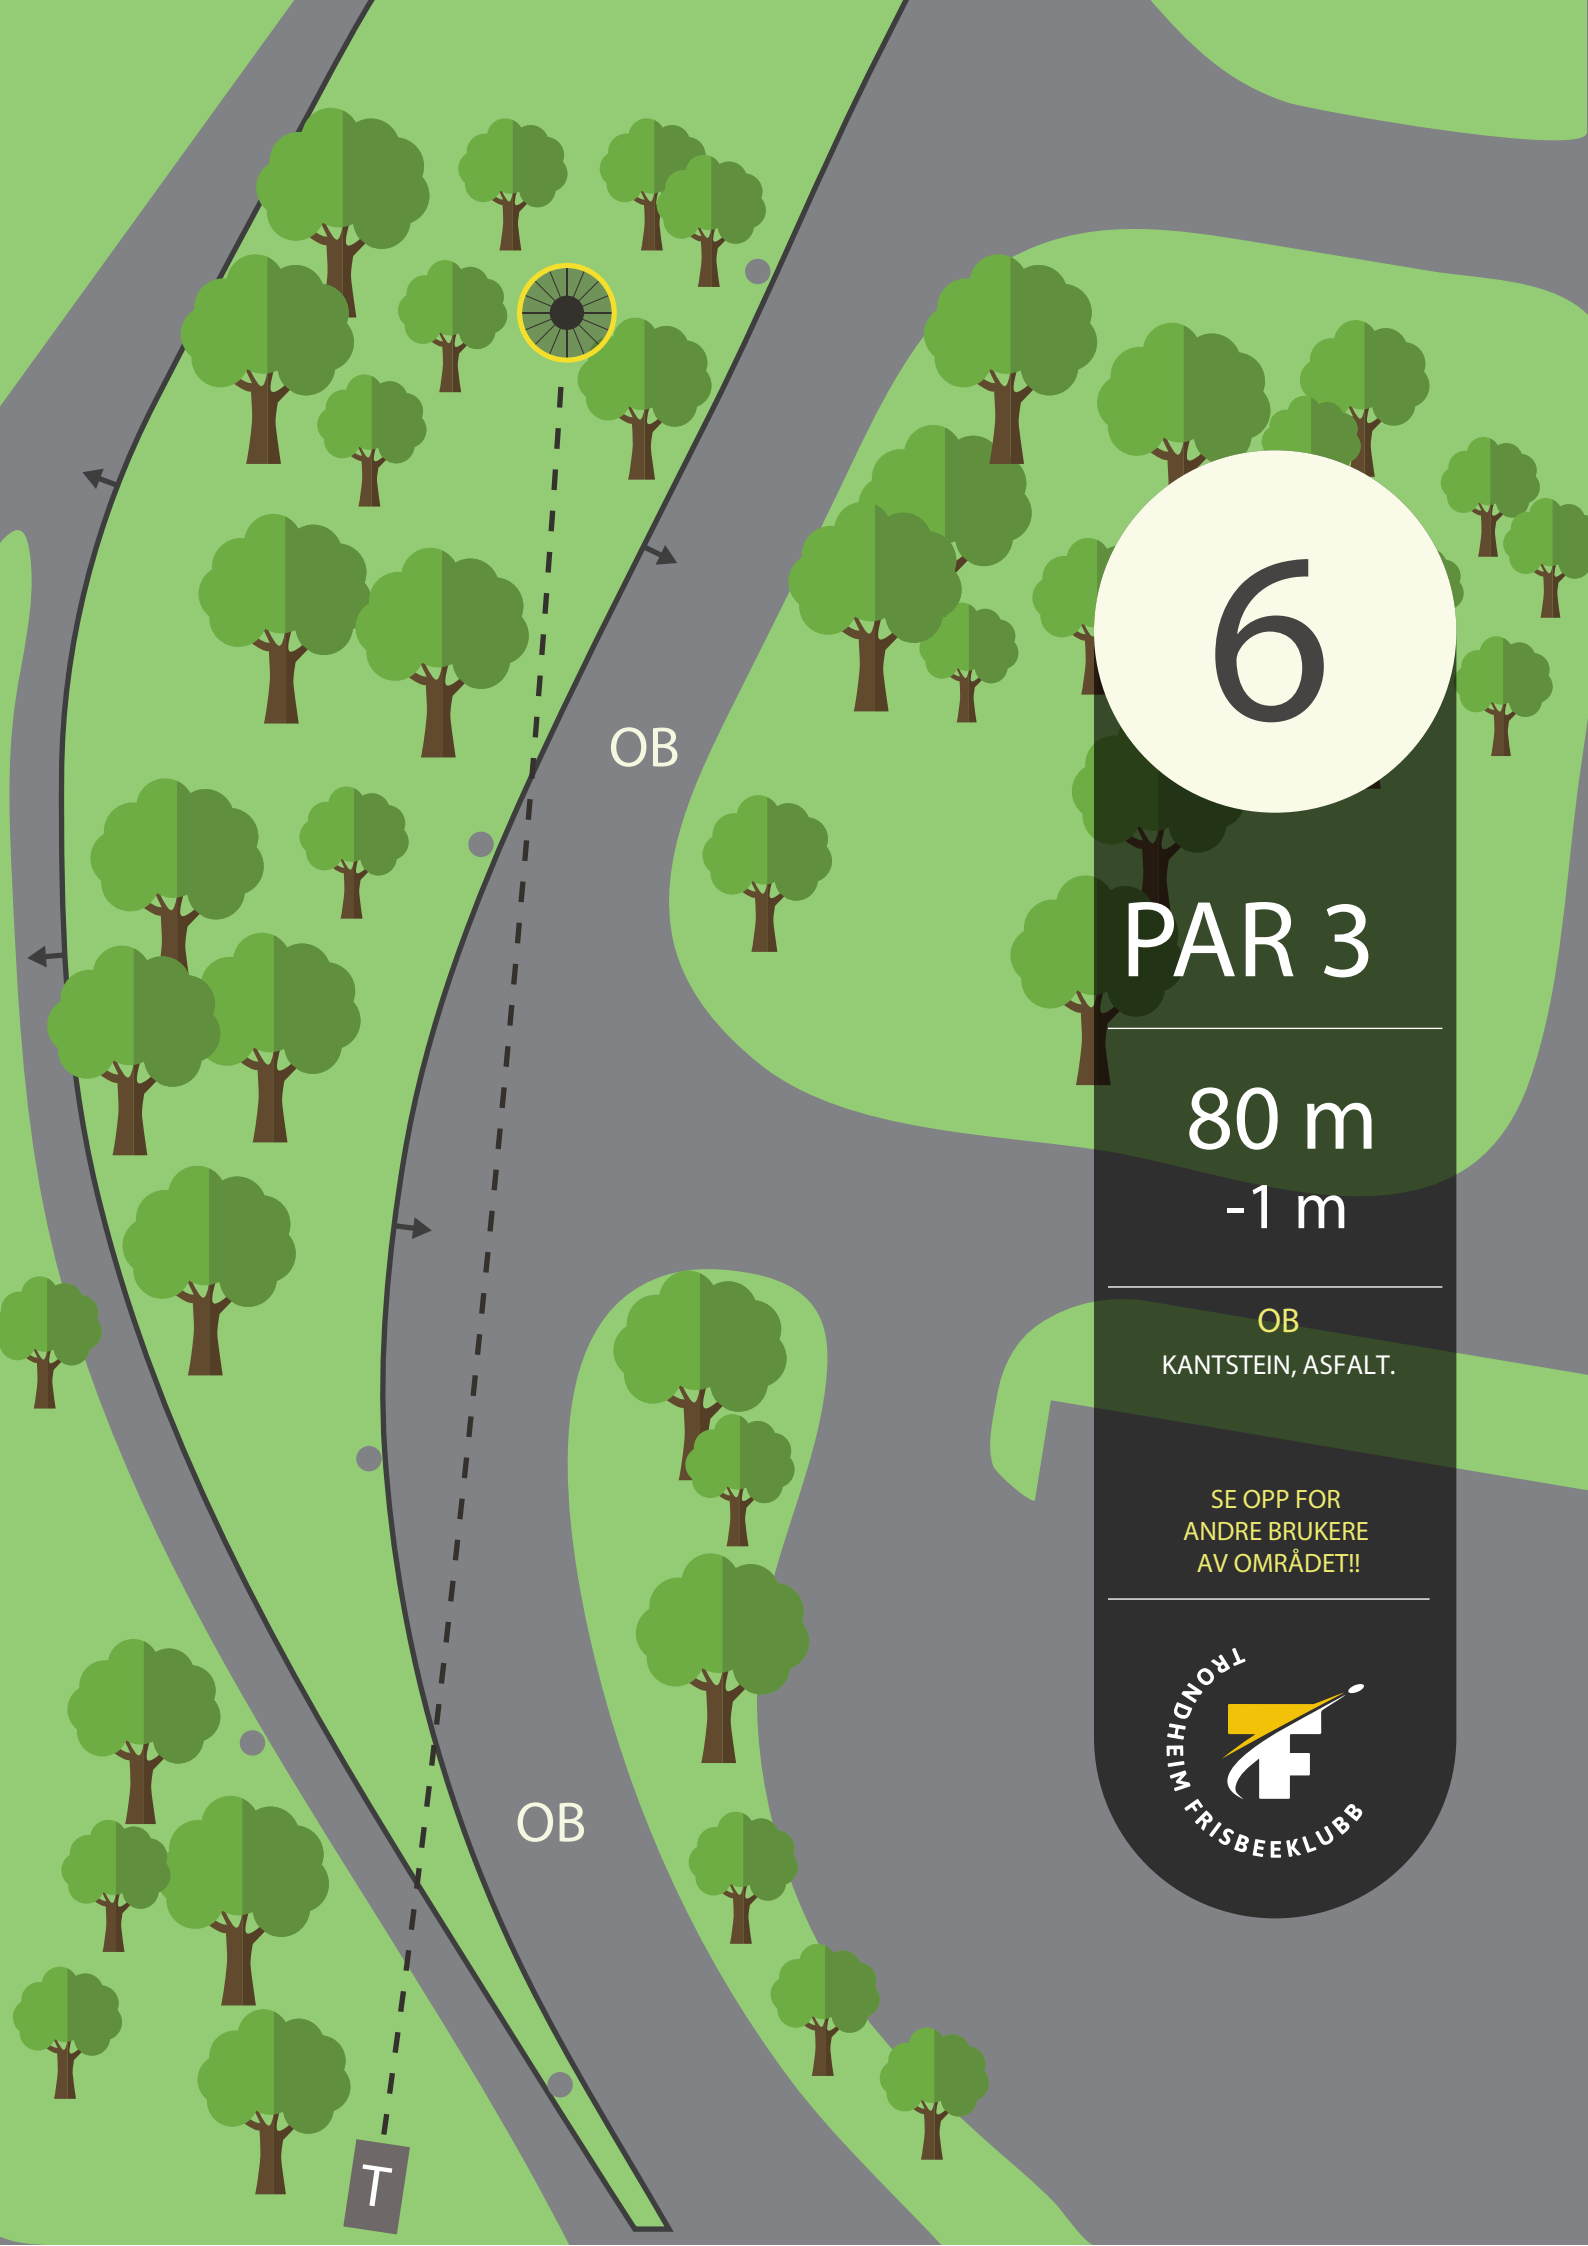 OB
OB
T
6
PAR 3
80 m
-1 m
OB
KANTSTEIN, ASFALT.
SE OPP FOR
ANDRE BRUKERE
AV OMRÅDET!!
TRONDHEIM FRISBEEKLUBB
TF